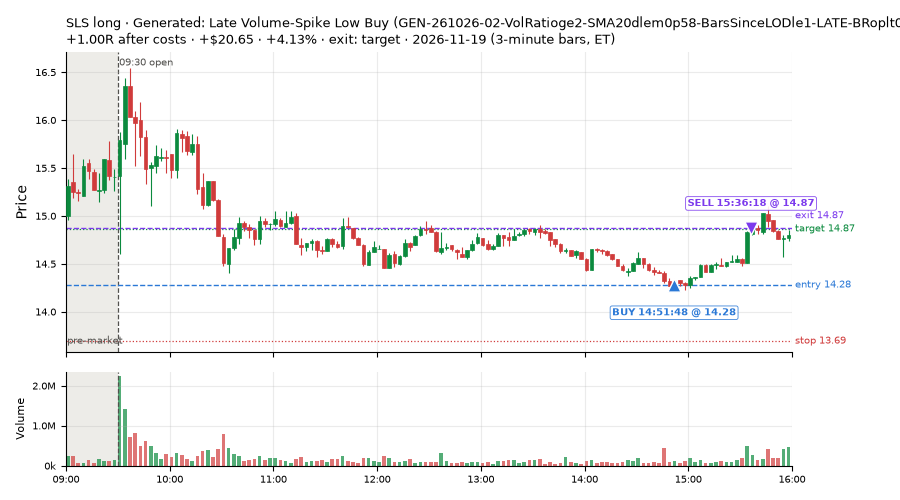 SLS long · Generated: Late Volume-Spike Low Buy (GEN-261026-02-VolRatioge2-SMA20dlem0p58-BarsSinceLODle1-LATE-BRoplt0
+1.00R after costs · +$20.65 · +4.13% · exit: target · 2026-11-19 (3-minute bars, ET)
09:30 open
16.5
16.0
15.5
15.0
14.5
14.0
Price
SELL 15:36:18 @ 14.87
exit 14.87
target 14.87
entry 14.28
BUY 14:51:48 @ 14.28
pre-market
stop 13.69
2.0M
1.0M
0k
Volume
09:00
10:00
11:00
12:00
13:00
14:00
15:00
16:00